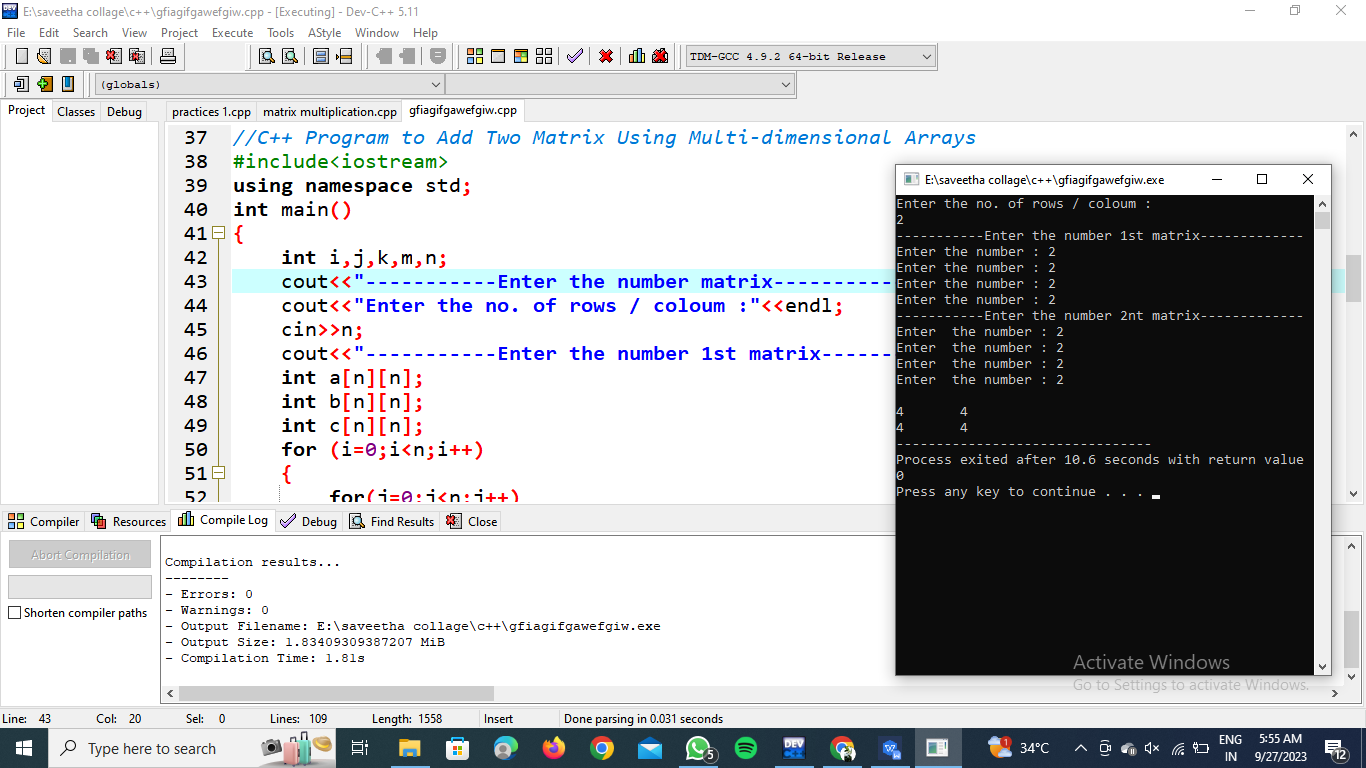 E:\saveetha collage\c++\gfiagifgawefgiw.cpp - [Executing] - Dev-C++ 5.11
File Edit Search View Project Execute Tools AStyle Window Help
TDM-GCC 4.9.2 64-bit Release
(globals)
Project Classes Debug
practices 1.cpp matrix multiplication.cpp gfiagifgawefgiw.cpp
37 //C++ Program to Add Two Matrix Using Multi-dimensional Arrays
38 #include<iostream>
39 using namespace std;
40 int main()
41 {
42 int i,j,k,m,n;
43 cout<<"-----------Enter the number matrix----------
44 cout<<"Enter the no. of rows / coloum :"<<endl;
45 cin>>n;
46 cout<<"-----------Enter the number 1st matrix------
47 int a[n][n];
48 int b[n][n];
49 int c[n][n];
50 for (i=0;i<n;i++)
51 {
52 for(j=0;j<n;j++)
E:\saveetha collage\c++\gfiagifgawefgiw.exe
Enter the no. of rows / coloum :
2
-----------Enter the number 1st matrix-------------
Enter the number : 2
Enter the number : 2
Enter the number : 2
Enter the number : 2
-----------Enter the number 2nt matrix-------------
Enter  the number : 2
Enter  the number : 2
Enter  the number : 2
Enter  the number : 2
4 4
4 4
--------------------------------
Process exited after 10.6 seconds with return value
0
Press any key to continue . . .
Compiler Resources Compile Log Debug Find Results Close
Abort Compilation
Shorten compiler paths
Compilation results...
--------
- Errors: 0
- Warnings: 0
- Output Filename: E:\saveetha collage\c++\gfiagifgawefgiw.exe
- Output Size: 1.83409309387207 MiB
- Compilation Time: 1.81s
Activate Windows
Go to Settings to activate Windows.
Line: 43 Col: 20 Sel: 0 Lines: 109 Length: 1558 Insert Done parsing in 0.031 seconds
Type here to search
DEV
5
34°C
ENG
IN
5:55 AM
9/27/2023
12